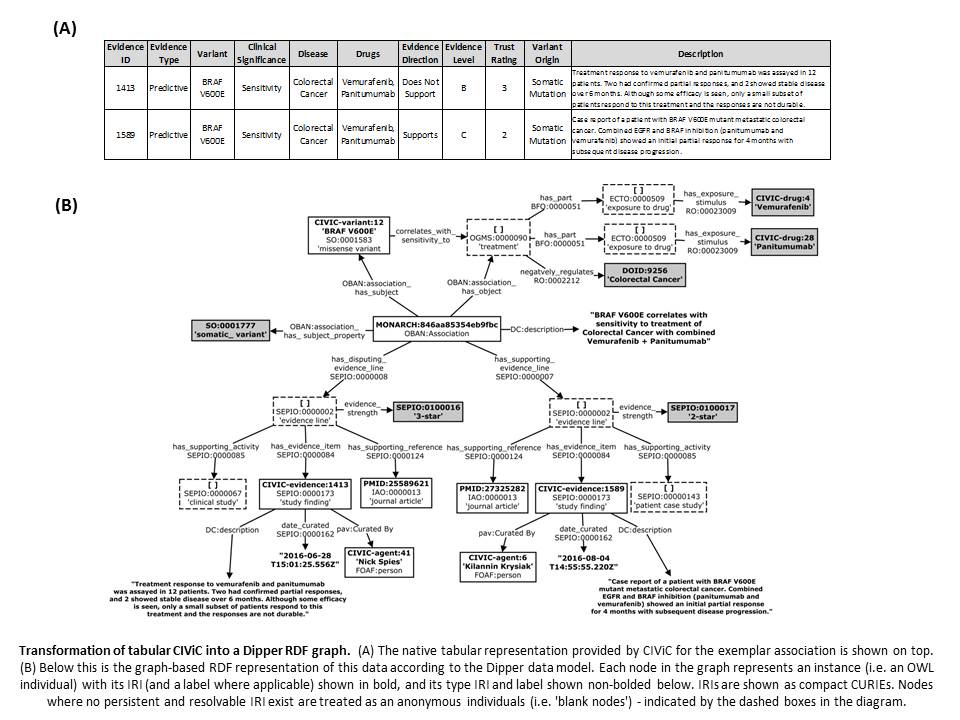 (A)
Evidence ID Evidence Type Variant Clinical Significance Disease Drugs Evidence Direction Evidence Level Trust Rating Variant Origin Description
1413 Predictive BRAF V600E Sensitivity Colorectal Cancer Vemurafenib, Panitumumab Does Not Support B 3 Somatic Mutation
Treatment response to vemurafenib and panitumumab was assayed in 12
patients. Two had confirmed partial responses, and 2 showed stable disease
over 6 months. Although some efficacy is seen, only a small subset of
patients respond to this treatment and the responses are not durable.
1589 Predictive BRAF V600E Sensitivity Colorectal Cancer Vemurafenib, Panitumumab Supports C 2 Somatic Mutation
Case report of a patient with BRAF V600E mutant metastatic colorectal
cancer. Combined EGFR and BRAF inhibition (panitumumab and
vemurafenib) showed an initial partial response for 4 months with
subsequent disease progression.
(B)
CIVIC-variant:12
'BRAF V600E'
SO:0001583
'missense variant'
correlates_with_
sensitivity_to
[ ]
OGMS:0000090
'treatment'
has_part
BFO:0000051
[ ]
ECTO:0000509
'exposure to drug'
has_exposure_
stimulus
RO:00023009
CIVIC-drug:4
'Vemurafenib'
has_part
BFO:0000051
[ ]
ECTO:0000509
'exposure to drug'
has_exposure_
stimulus
RO:00023009
CIVIC-drug:28
'Panitumumab'
negatvely_regulates
RO:0002212
DOID:9256
'Colorectal Cancer'
OBAN:association_
has_subject
OBAN:association_
has_object
SO:0001777
'somatic_ variant'
OBAN:association_
has_ subject_property
MONARCH:846aa85354eb9fbc
OBAN:Association
DC:description
"BRAF V600E correlates with
sensitivity to treatment of
Colorectal Cancer with combined
Vemurafenib + Panitumumab"
has_disputing_
evidence_line
SEPIO:0000008
has_supporting_
evidence_line
SEPIO:0000007
[ ]
SEPIO:0000002
'evidence line'
evidence_
strength
SEPIO:0100016
'3-star'
[ ]
SEPIO:0000002
'evidence line'
evidence_
strength
SEPIO:0100017
'2-star'
has_supporting_activity
SEPIO:0000085
has_evidence_item
SEPIO:0000084
has_supporting_reference
SEPIO:0000124
has_supporting_reference
SEPIO:0000124
has_evidence_item
SEPIO:0000084
has_supporting_activity
SEPIO:0000085
[ ]
SEPIO:0000067
'clinical study'
CIVIC-evidence:1413
SEPIO:0000173
'study finding'
PMID:25589621
IAO:0000013
'journal article'
PMID:27325282
IAO:0000013
'journal article'
CIVIC-evidence:1589
SEPIO:0000173
'study finding'
[ ]
SEPIO:00000143
'patient case study'
DC:description
date_curated
SEPIO:0000162
pav:Curated By
pav:Curated By
date_curated
SEPIO:0000162
DC:description
"2016-06-28
T15:01:25.556Z"
CIVIC-agent:41
'Nick Spies'
FOAF:person
CIVIC-agent:6
'Kilannin Krysiak'
FOAF:person
"2016-08-04
T14:55:55.220Z"
"Treatment response to vemurafenib and panitumumab
was assayed in 12 patients. Two had confirmed partial responses,
and 2 showed stable disease over 6 months. Although some efficacy
is seen, only a small subset of patients respond to this
treatment and the responses are not durable."
"Case report of a patient with BRAF V600E
mutant metastatic colorectal cancer. Combined
EGFR and BRAF inhibition (panitumumab and
vemurafenib) showed an initial partial response
for 4 months with subsequent disease progression."
Transformation of tabular CIViC into a Dipper RDF graph. (A) The native tabular representation provided by CIViC for the exemplar association is shown on top.
(B) Below this is the graph-based RDF representation of this data according to the Dipper data model. Each node in the graph represents an instance (i.e. an OWL
individual) with its IRI (and a label where applicable) shown in bold, and its type IRI and label shown non-bolded below. IRIs are shown as compact CURIEs. Nodes
where no persistent and resolvable IRI exist are treated as an anonymous individuals (i.e. 'blank nodes') - indicated by the dashed boxes in the diagram.